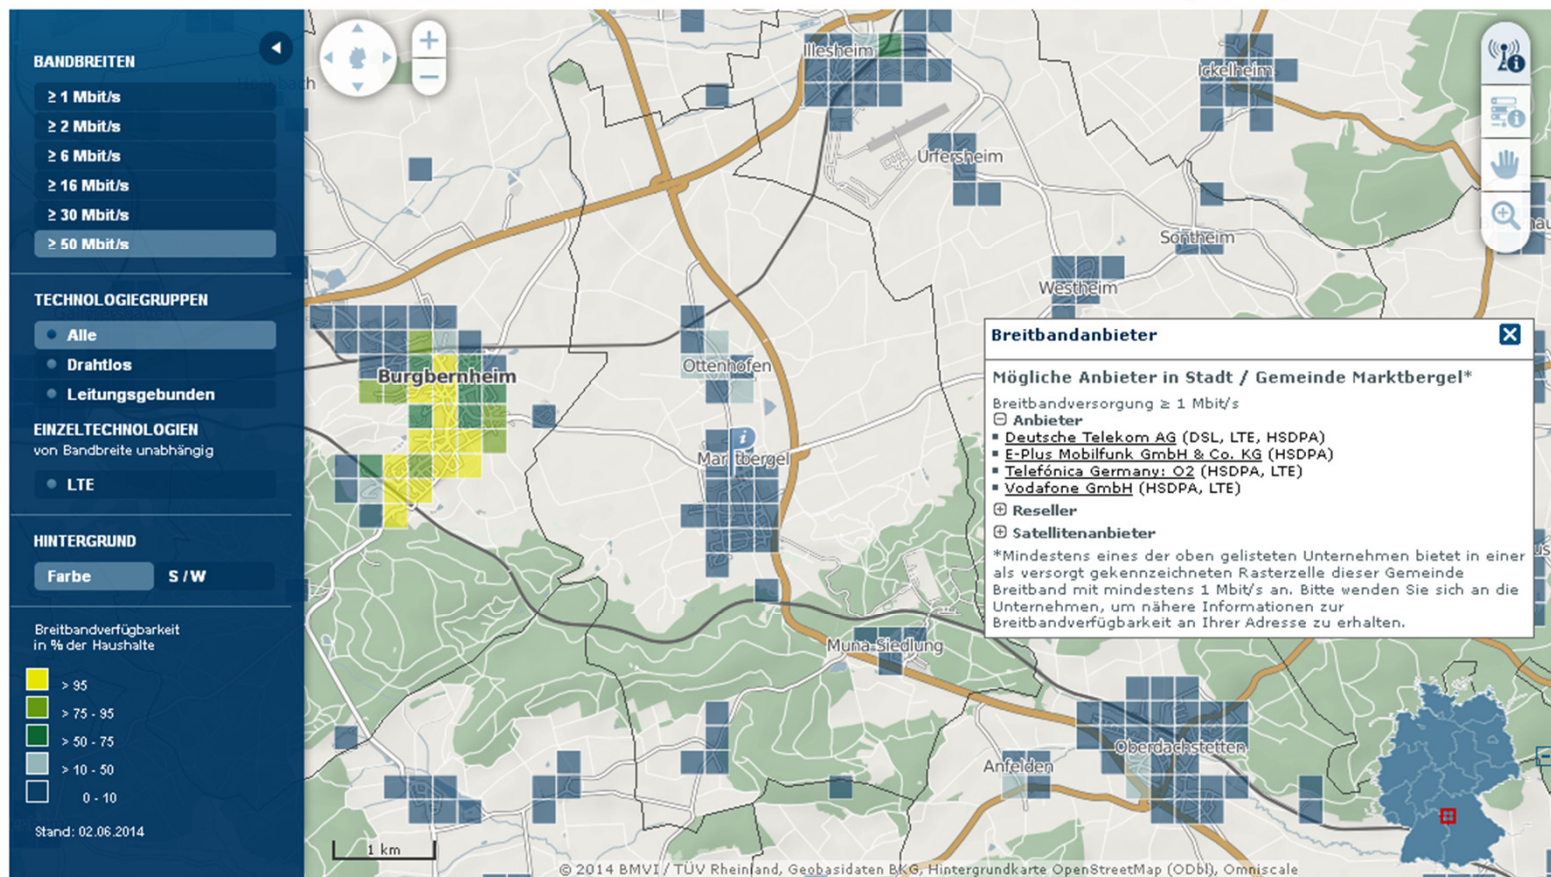 BANDBREITEN
≥ 1 Mbit/s
≥ 2 Mbit/s
≥ 6 Mbit/s
≥ 16 Mbit/s
≥ 30 Mbit/s
≥ 50 Mbit/s
TECHNOLOGIEGRUPPEN
Alle
Drahtlos
Leitungsgebunden
EINZELTECHNOLOGIEN
von Bandbreite unabhängig
LTE
HINTERGRUND
Farbe
S / W
Breitbandverfügbarkeit
in % der Haushalte
> 95
> 75 - 95
> 50 - 75
> 10 - 50
0 - 10
Stand: 02.06.2014
Illesheim
Ickelheim
Urfersheim
Sontheim
Westheim
Burgbernheim
Ottenhofen
Marktbergel
Muna Siedlung
Oberdachstetten
Anfelden
Breitbandanbieter
Mögliche Anbieter in Stadt / Gemeinde Marktbergel*
Breitbandversorgung ≥ 1 Mbit/s
Anbieter
Deutsche Telekom AG (DSL, LTE, HSDPA)
E-Plus Mobilfunk GmbH & Co. KG (HSDPA)
Telefónica Germany: O2 (HSDPA, LTE)
Vodafone GmbH (HSDPA, LTE)
Reseller
Satellitenanbieter
*Mindestens eines der oben gelisteten Unternehmen bietet in einer
als versorgt gekennzeichneten Rasterzelle dieser Gemeinde
Breitband mit mindestens 1 Mbit/s an. Bitte wenden Sie sich an die
Unternehmen, um nähere Informationen zur
Breitbandverfügbarkeit an Ihrer Adresse zu erhalten.
1 km
© 2014 BMVI / TÜV Rheinland, Geobasidaten BKG, Hintergrundkarte OpenStreetMap (ODbl), Omniscale